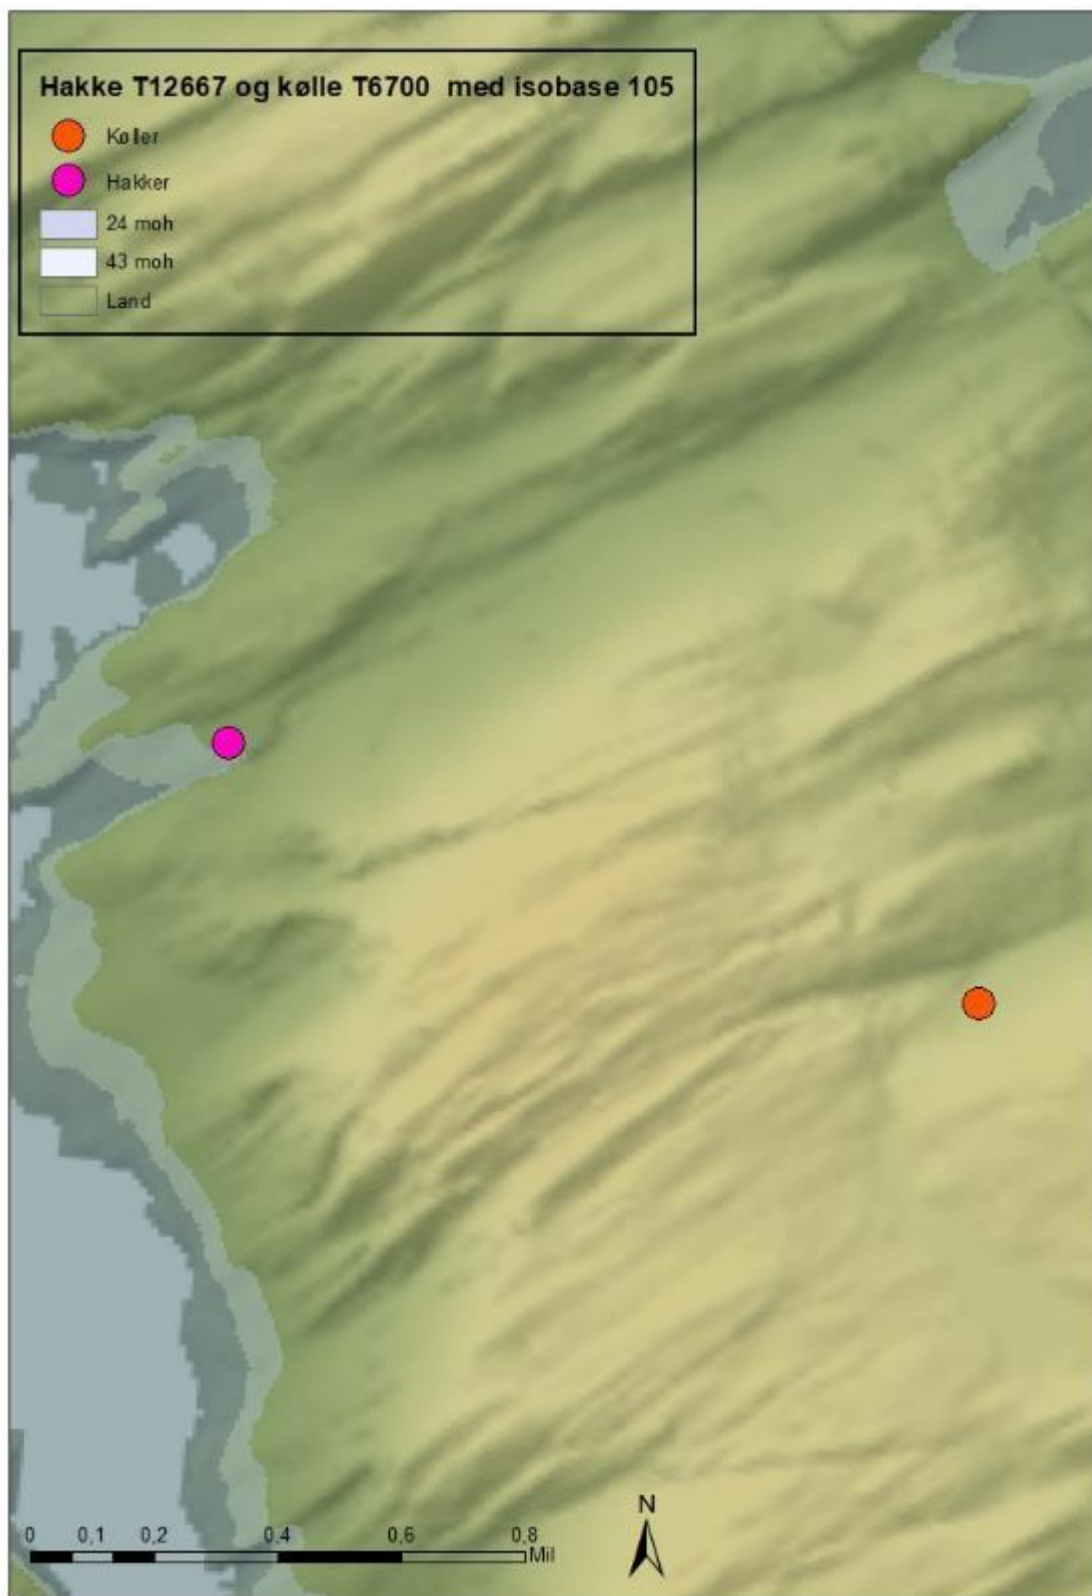 Hakke T12667 og kølle T6700 med isobase 105
Køller
Hakker
24 moh
43 moh
Land
N
0 0,1 0,2 0,4 0,6 0,8
Mil